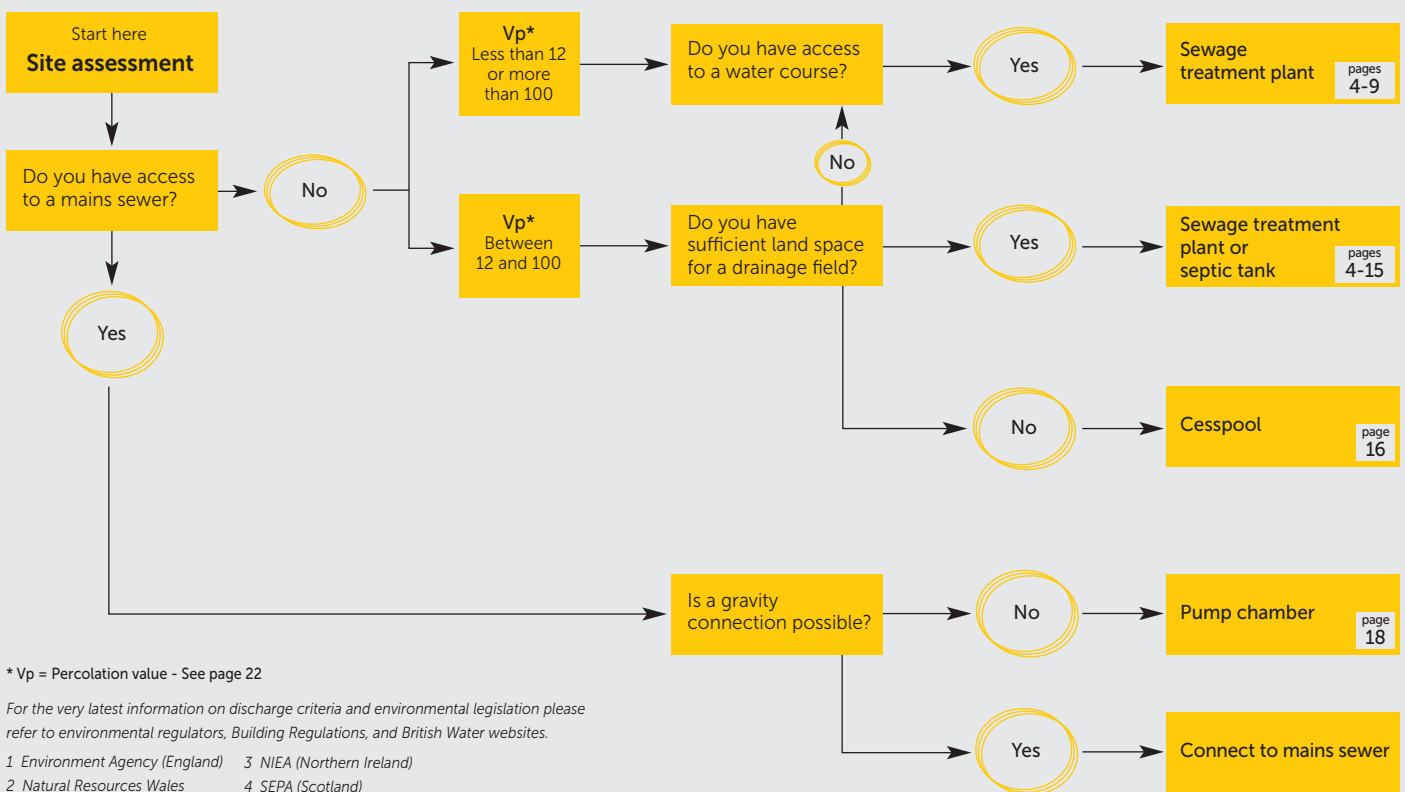 Start here
Site assessment
Do you have access
to a mains sewer?
No
Yes
Vp*
Less than 12
or more
than 100
Vp*
Between
12 and 100
Do you have access
to a water course?
No
Do you have
sufficient land space
for a drainage field?
Yes
Sewage
treatment plant
pages
4-9
Yes
Sewage treatment
plant or
septic tank
pages
4-15
No
Cesspool
page
16
Is a gravity
connection possible?
No
Pump chamber
page
18
Yes
Connect to mains sewer
* Vp = Percolation value - See page 22
For the very latest information on discharge criteria and environmental legislation please
refer to environmental regulators, Building Regulations, and British Water websites.
1 Environment Agency (England) 3 NIEA (Northern Ireland)
2 Natural Resources Wales 4 SEPA (Scotland)